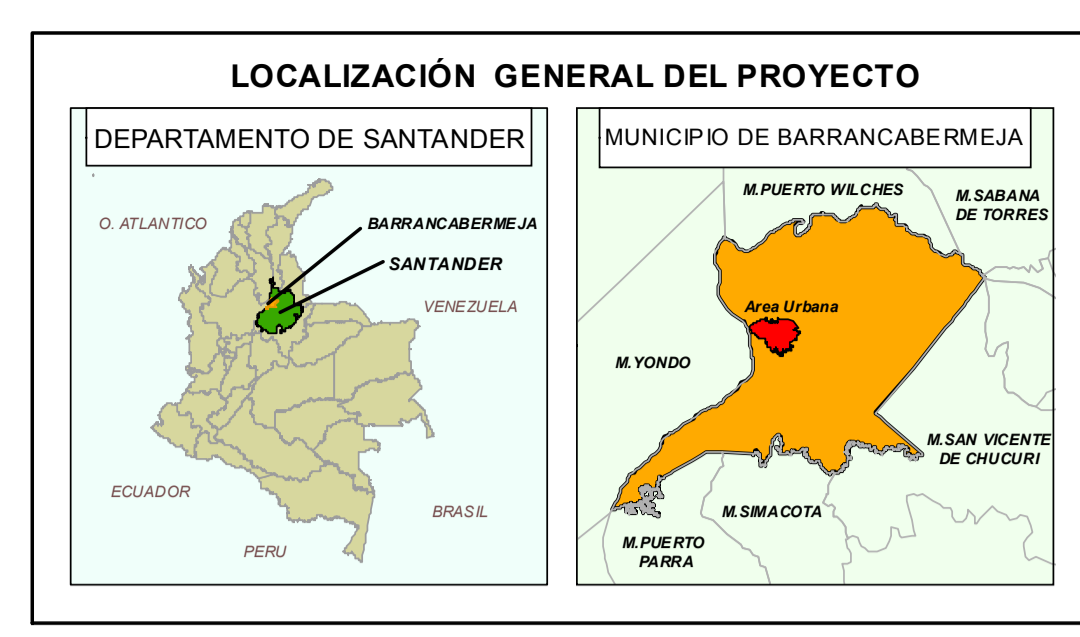 LOCALIZACIÓN GENERAL DEL PROYECTO
DEPARTAMENTO DE SANTANDER
O. ATLANTICO
BARRANCABERMEJA
SANTANDER
VENEZUELA
ECUADOR
BRASIL
PERU
MUNICIPIO DE BARRANCABERMEJA
M.PUERTO WILCHES
M.SABANA
DE TORRES
Area Urbana
M.YONDO
M.SAN VICENTE
DE CHUCURI
M.SIMACOTA
M.PUERTO
PARRA